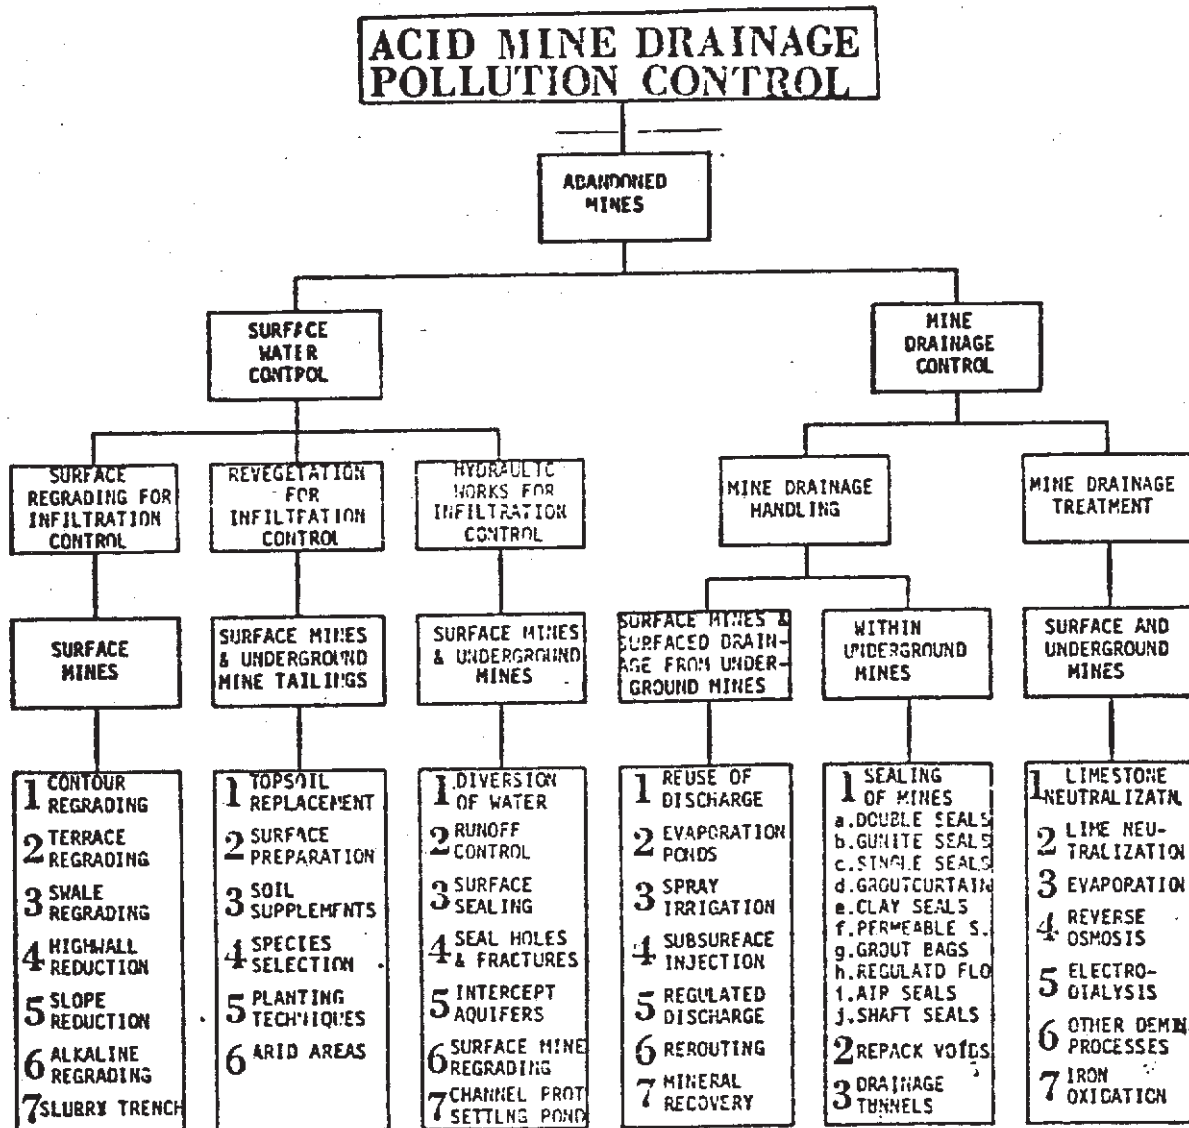 ACID MINE DRAINAGE
POLLUTION CONTROL
ABANDONED
MINES
SURFACE
WATER
CONTROL
MINE
DRAINAGE
CONTROL
SURFACE
REGRADING FOR
INFILTRATION
CONTROL
REVEGETATION
FOR
INFILTRATION
CONTROL
HYDRAULIC
WORKS FOR
INFILTRATION
CONTROL
MINE DRAINAGE
HANDLING
MINE DRAINAGE
TREATMENT
SURFACE
MINES
SURFACE MINES
& UNDERGROUND
MINE TAILINGS
SURFACE MINES
& UNDERGROUND
MINES
SURFACE MINES &
SURFACED DRAIN-
AGE FROM UNDER-
GROUND MINES
WITHIN
UNDERGROUND
MINES
SURFACE AND
UNDERGROUND
MINES
1 CONTOUR
REGRADING
2 TERRACE
REGRADING
3 SWALE
REGRADING
4 HIGHWALL
REDUCTION
5 SLOPE
REDUCTION
6 ALKALINE
REGRADING
7 SLURRY TRENCH
1 TOPSOIL
REPLACEMENT
2 SURFACE
PREPARATION
3 SOIL
SUPPLEMENTS
4 SPECIES
SELECTION
5 PLANTING
TECHNIQUES
6 ARID AREAS
1 DIVERSION
OF WATER
2 RUNOFF
CONTROL
3 SURFACE
SEALING
4 SEAL HOLES
& FRACTURES
5 INTERCEPT
AQUIFERS
6 SURFACE MINE
REGRADING
7 CHANNEL PROT
SETTLNG POND
1 REUSE OF
DISCHARGE
2 EVAPORATION
PONDS
3 SPRAY
IRRIGATION
4 SUBSURFACE
INJECTION
5 REGULATED
DISCHARGE
6 REROUTING
7 MINERAL
RECOVERY
1 SEALING
OF MINES
a.DOUBLE SEALS
b.GUNITE SEALS
c.SINGLE SEALS
d.GROUTCURTAIN
e.CLAY SEALS
f.PERMEABLE S.
g.GROUT BAGS
h.REGULATD FLO
i.AIR SEALS
j.SHAFT SEALS
2 REPACK VOIDS
3 DRAINAGE
TUNNELS
1 LIMESTONE
NEUTRALIZATN.
2 LIME NEU-
TRALIZATION
3 EVAPORATION
4 REVERSE
OSMOSIS
5 ELECTRO-
DIALYSIS
6 OTHER DEMIN
PROCESSES
7 IRON
OXIDATION